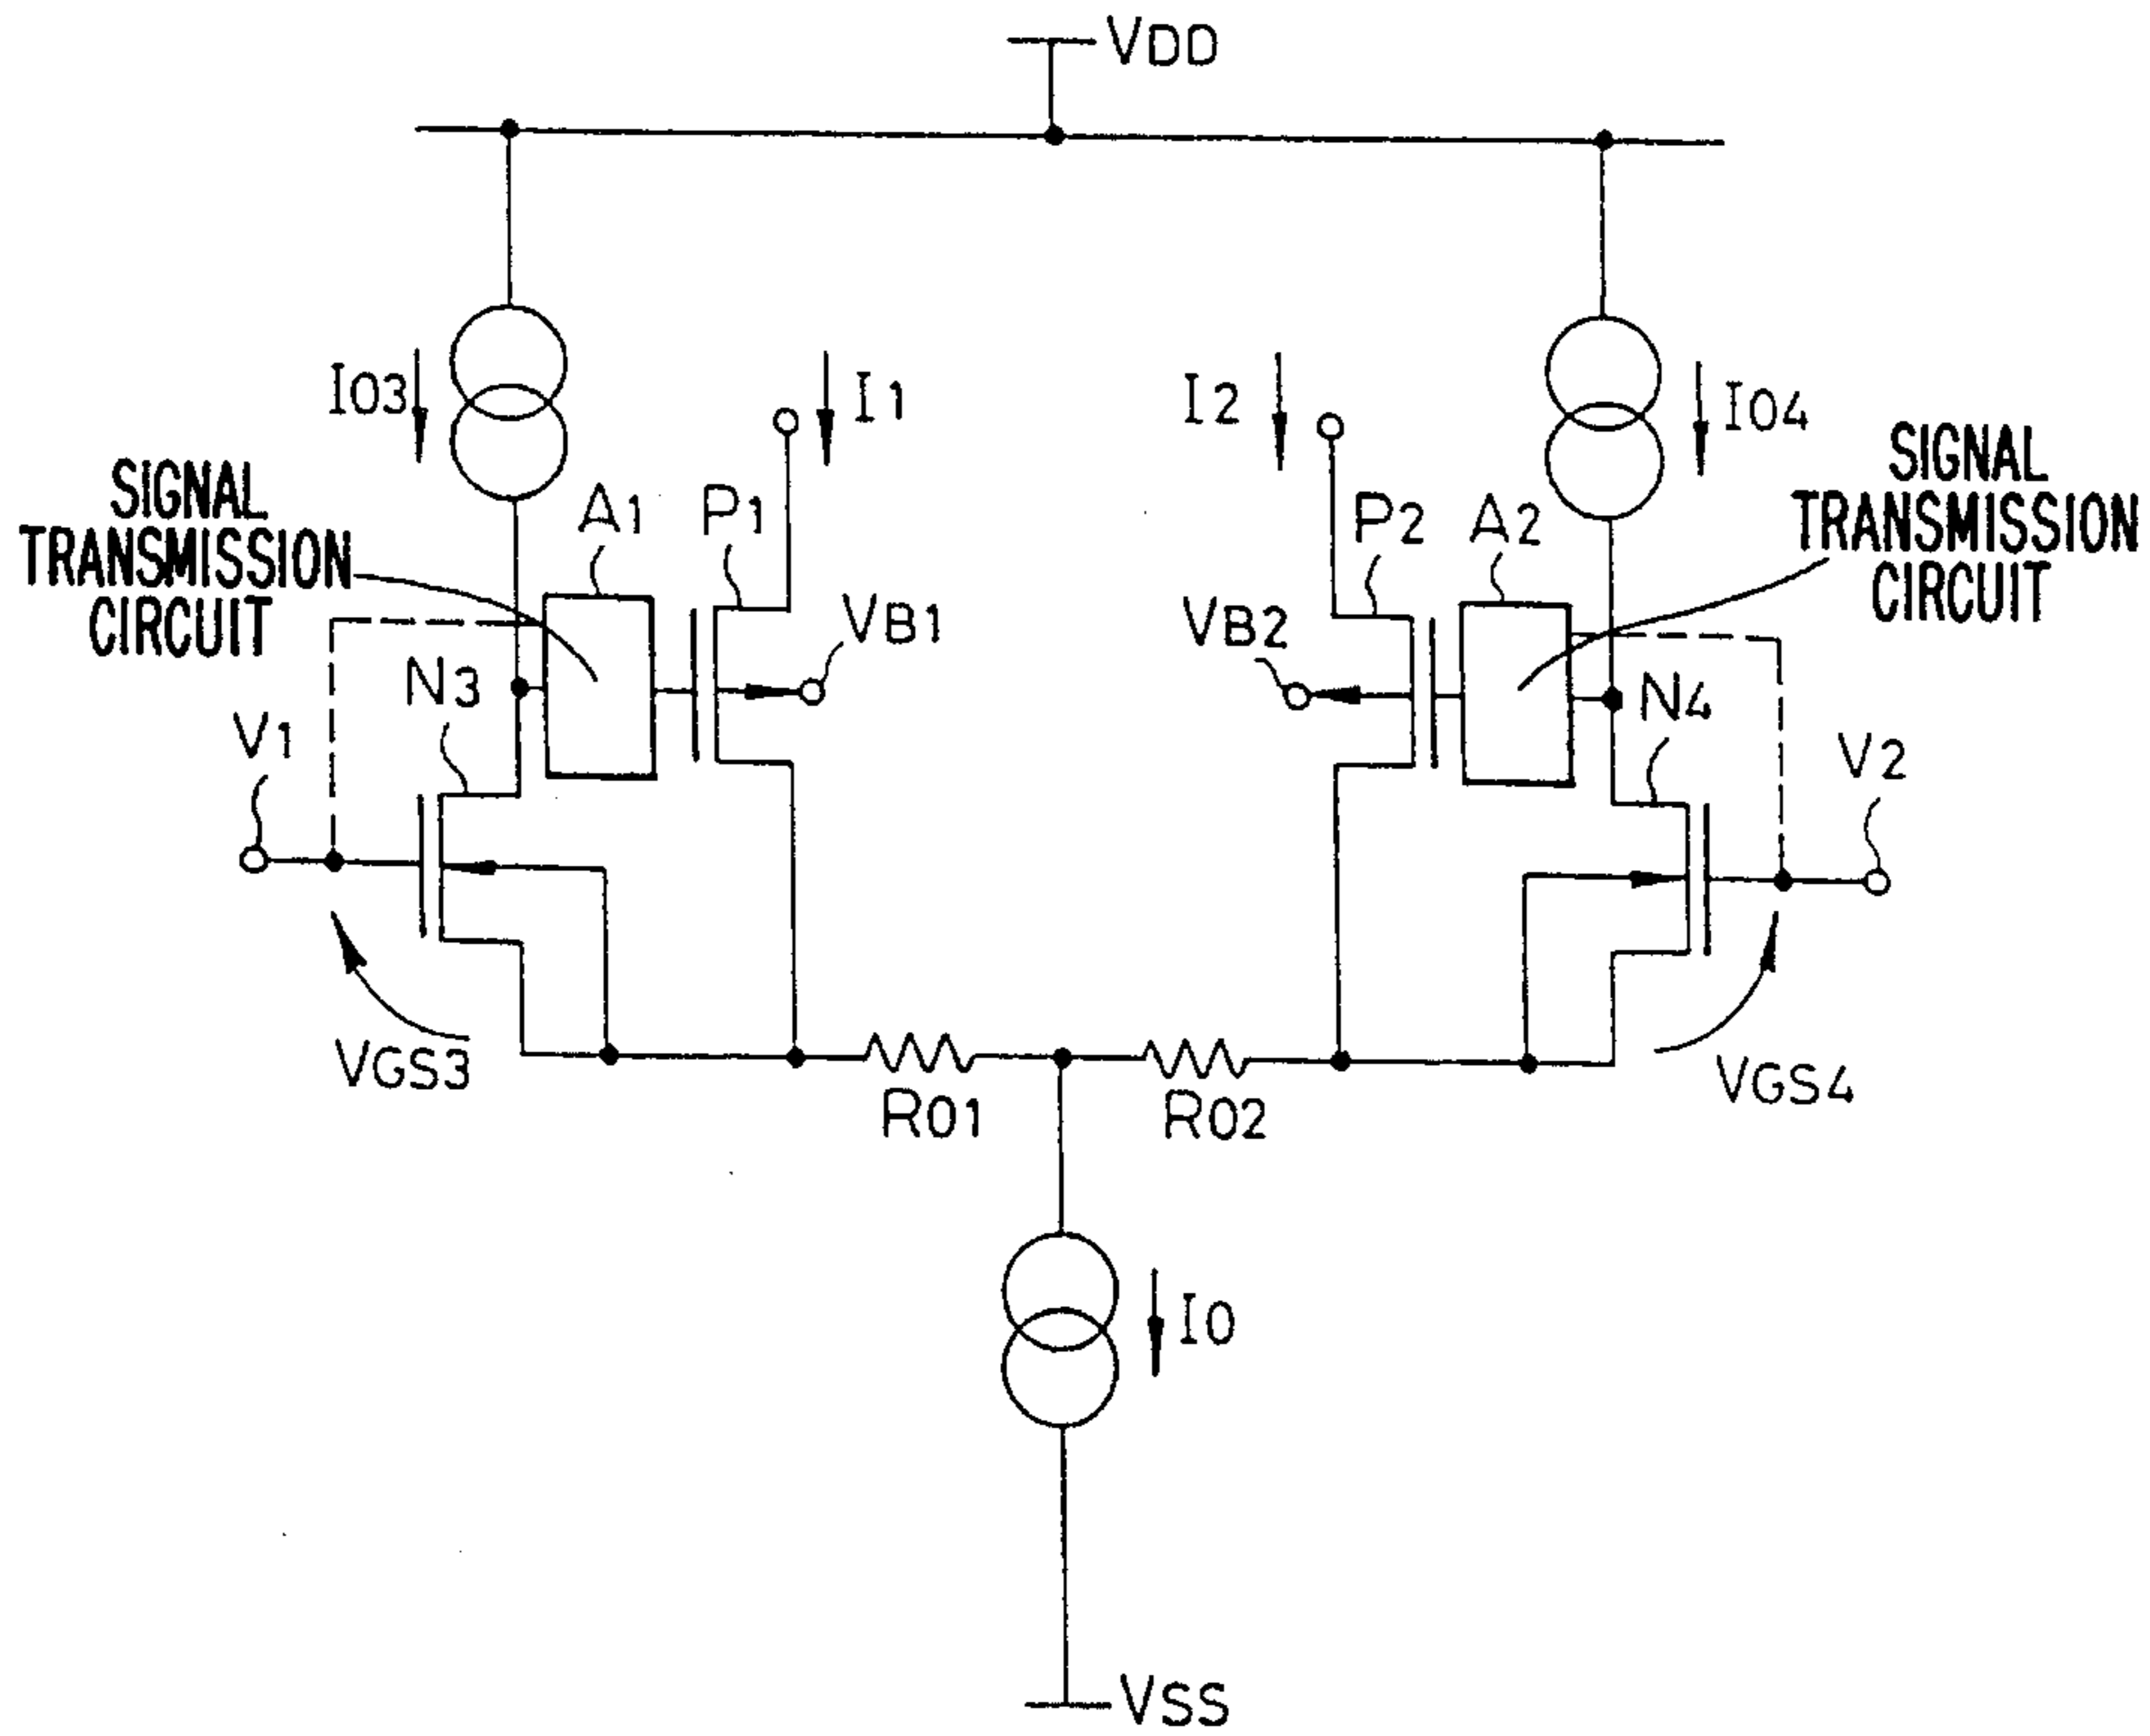 VDD
I03
I1
I2
I04
SIGNAL
TRANSMISSION
CIRCUIT
A1
P1
P2
A2
SIGNAL
TRANSMISSION
CIRCUIT
VB1
VB2
N3
N4
V1
V2
VGS3
R01
R02
VGS4
I0
VSS